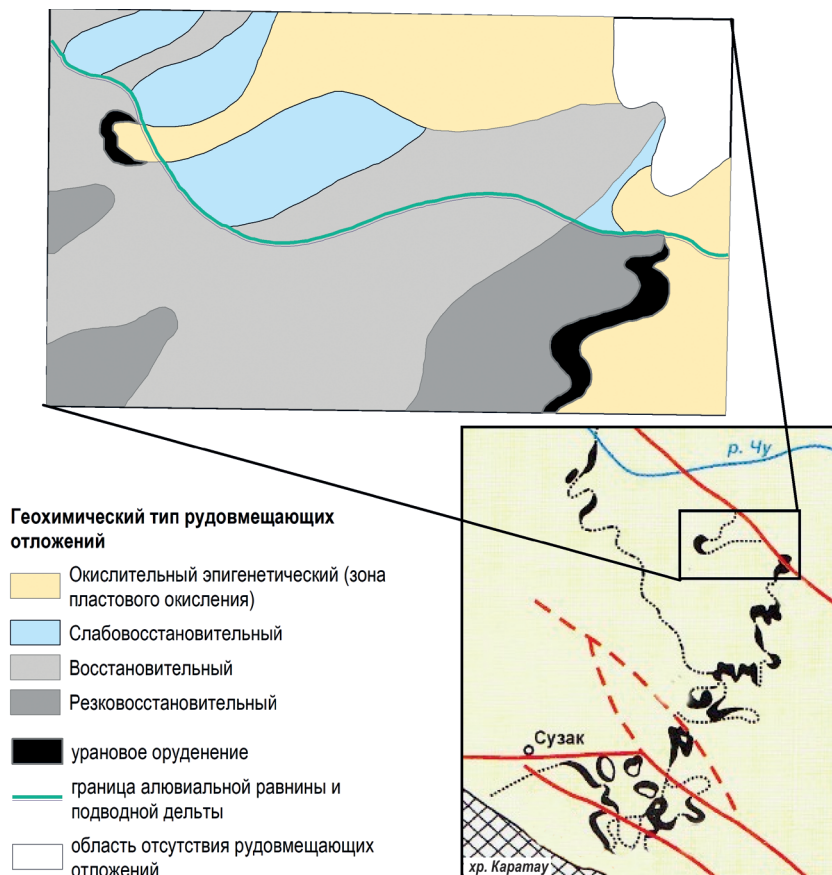 р. Чу
Геохимический тип рудовмещающих
отложений
Окислительный эпигенетический (зона
пластового окисления)
Слабовосстановительный
Восстановительный
Резковосстановительный
урановое оруденение
граница алювиальной равнины и
подводной дельты
область отсутствия рудовмещающих
отложений
Сузак
хр. Каратау